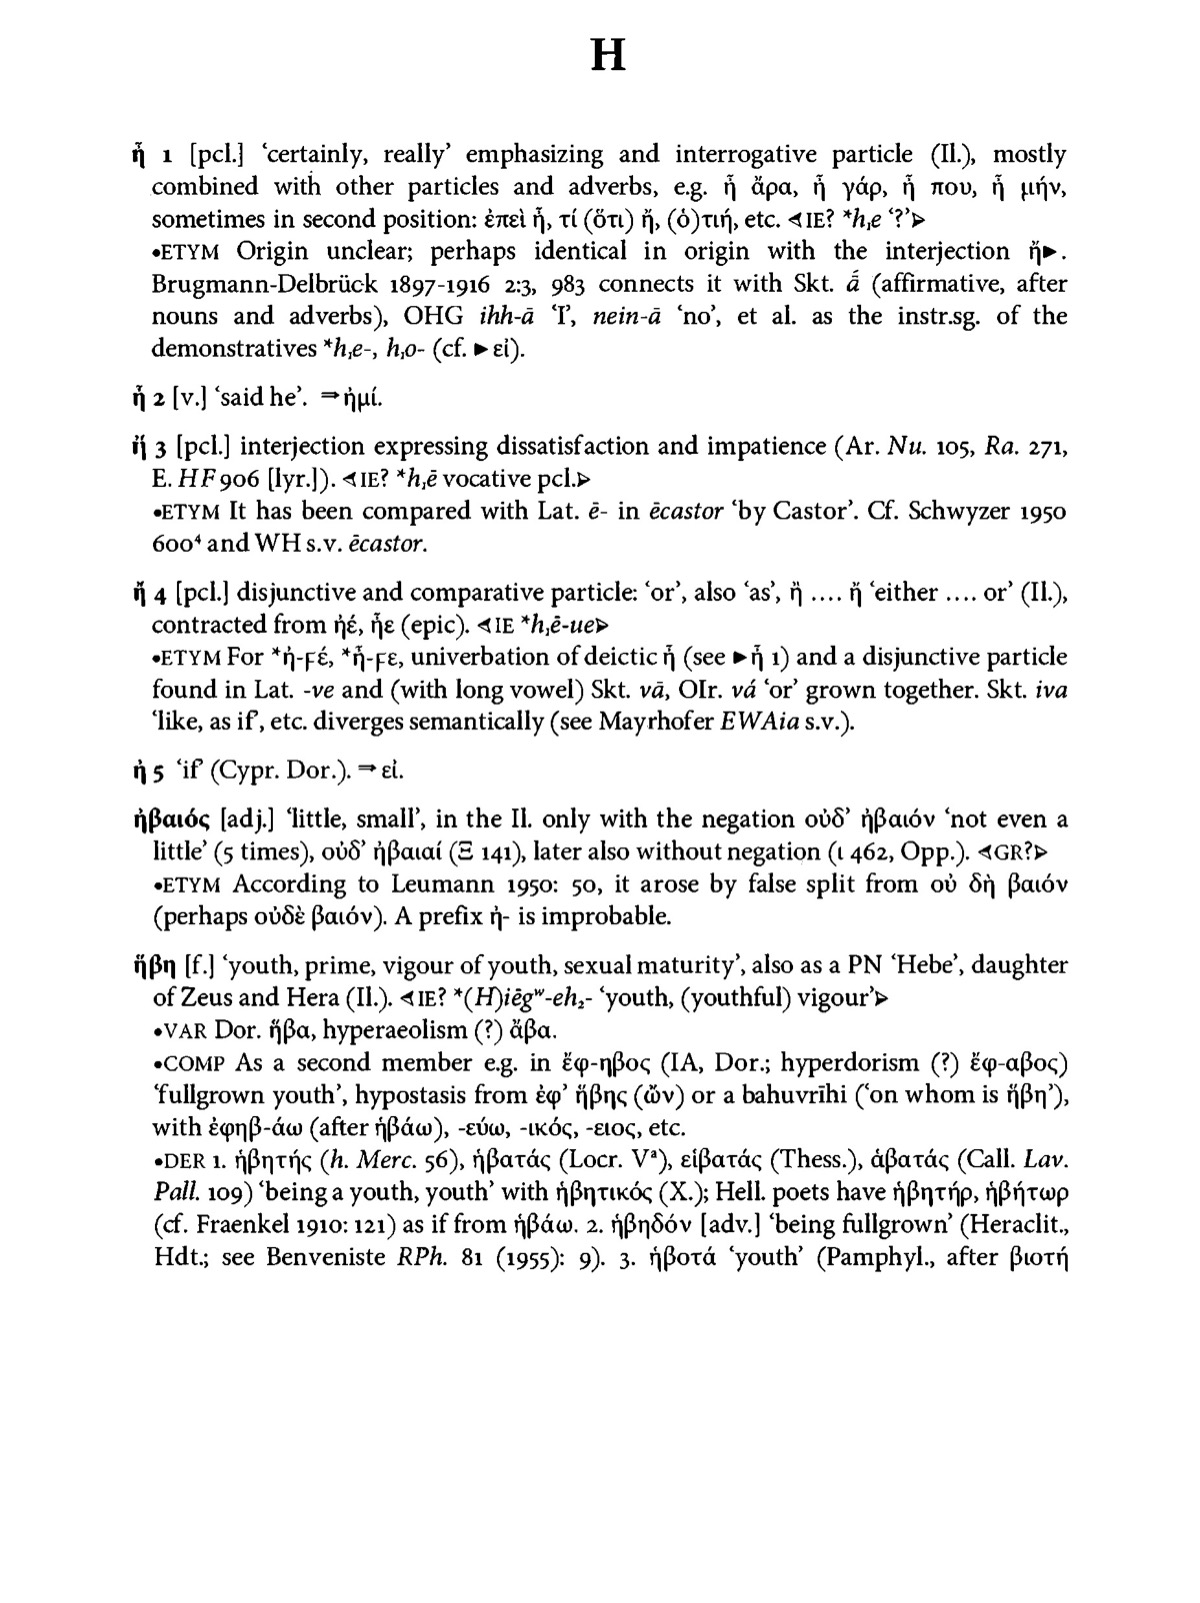 H
ἦ 1 [pcl.] ‘certainly, really’ emphasizing and interrogative particle (Il.), mostly
combined with other particles and adverbs, e.g. ἦ ἄρα, ἦ γάρ, ἦ που, ἦ μήν,
sometimes in second position: ἐπεὶ ἦ, τί (ὅτι) ἤ, (ὁ)τιή, etc. ⊲IE? *h₁e ‘?’⊳
•ETYM Origin unclear; perhaps identical in origin with the interjection ἤ►.
Brugmann-Delbrück 1897-1916 2:3, 983 connects it with Skt. ā́ (affirmative, after
nouns and adverbs), OHG ihh-ā ‘I’, nein-ā ‘no’, et al. as the instr.sg. of the
demonstratives *h₁e-, h₁o- (cf. ►εἰ).
ἦ 2 [v.] ‘said he’. ⇒ἠμί.
ἤ 3 [pcl.] interjection expressing dissatisfaction and impatience (Ar. Nu. 105, Ra. 271,
E. HF 906 [lyr.]). ⊲IE? *h₁ē vocative pcl.⊳
•ETYM It has been compared with Lat. ē- in ēcastor ‘by Castor’. Cf. Schwyzer 1950
600⁴ and WH s.v. ēcastor.
ἤ 4 [pcl.] disjunctive and comparative particle: ‘or’, also ‘as’, ἢ .... ἤ ‘either .... or’ (Il.),
contracted from ἠέ, ἦε (epic). ⊲IE *h₁ē-ue⊳
•ETYM For *ἠ-ϝέ, *ἦ-ϝε, univerbation of deictic ἦ (see ►ἦ 1) and a disjunctive particle
found in Lat. -ve and (with long vowel) Skt. vā, OIr. vá ‘or’ grown together. Skt. iva
‘like, as if’, etc. diverges semantically (see Mayrhofer EWAia s.v.).
ἠ 5 ‘if’ (Cypr. Dor.). ⇒εἰ.
ἠβαιός [adj.] ‘little, small’, in the Il. only with the negation οὐδ’ ἠβαιόν ‘not even a
little’ (5 times), οὐδ’ ἠβαιαί (Ξ 141), later also without negation (ι 462, Opp.). ⊲GR?⊳
•ETYM According to Leumann 1950: 50, it arose by false split from οὐ δὴ βαιόν
(perhaps οὐδὲ βαιόν). A prefix ἠ- is improbable.
ἥβη [f.] ‘youth, prime, vigour of youth, sexual maturity’, also as a PN ‘Hebe’, daughter
of Zeus and Hera (Il.). ⊲IE? *(H)iēgʷ-eh₂- ‘youth, (youthful) vigour’⊳
•VAR Dor. ἥβα, hyperaeolism (?) ἄβα.
•COMP As a second member e.g. in ἔφ-ηβος (IA, Dor.; hyperdorism (?) ἔφ-αβος)
‘fullgrown youth’, hypostasis from ἐφ’ ἥβης (ὤν) or a bahuvrīhi (‘on whom is ἥβη’),
with ἐφηβ-άω (after ἡβάω), -εύω, -ικός, -ειος, etc.
•DER 1. ἡβητής (h. Merc. 56), ἡβατάς (Locr. Vᵃ), εἱβατάς (Thess.), ἁβατάς (Call. Lav.
Pall. 109) ‘being a youth, youth’ with ἡβητικός (X.); Hell. poets have ἡβητήρ, ἡβήτωρ
(cf. Fraenkel 1910: 121) as if from ἡβάω. 2. ἡβηδόν [adv.] ‘being fullgrown’ (Heraclit.,
Hdt.; see Benveniste RPh. 81 (1955): 9). 3. ἡβοτά ‘youth’ (Pamphyl., after βιοτή